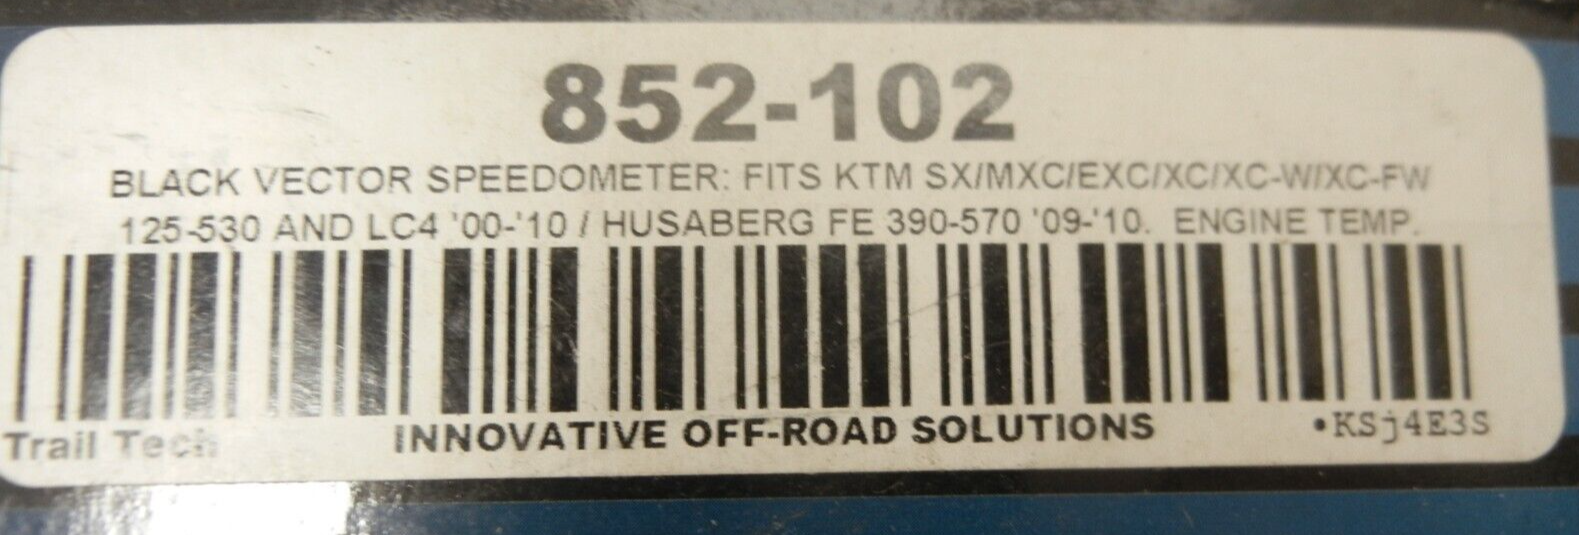 852-102
BLACK VECTOR SPEEDOMETER: FITS KTM SX/MXC/EXC/XC/XC-W/XC-FW
125-530 AND LC4 '00-'10 / HUSABERG FE 390-570 '09-'10. ENGINE TEMP.
Trail Tech INNOVATIVE OFF-ROAD SOLUTIONS •KSj4E3S